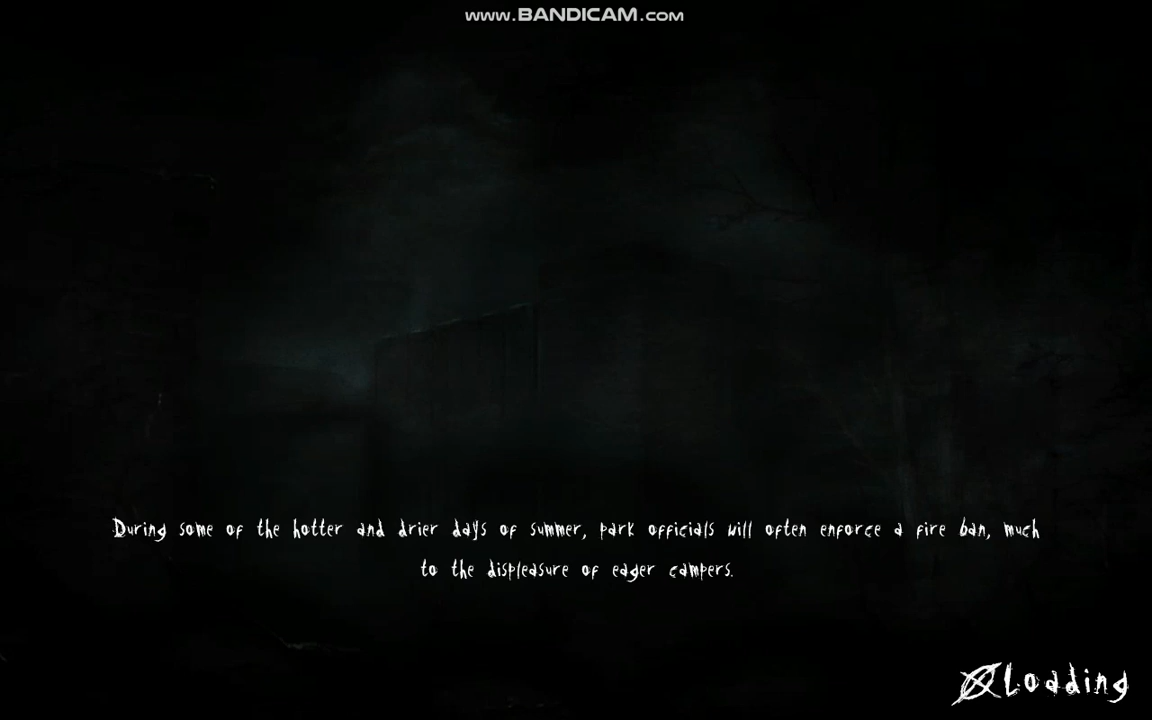 www.BANDICAM.com
During some of the hotter and drier days of summer, park officials will often enforce a fire ban, much
to the displeasure of eager campers.
Loading